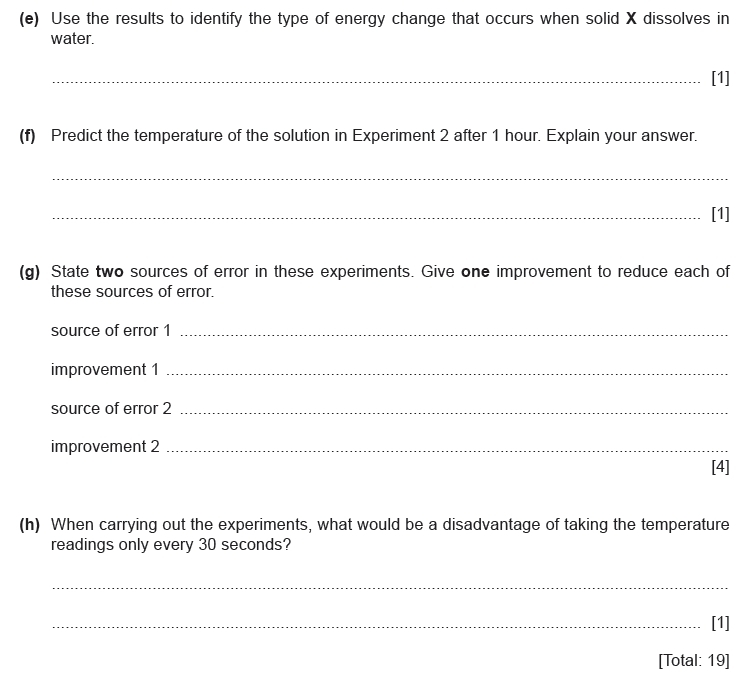 (e) Use the results to identify the type of energy change that occurs when solid X dissolves in
water.
.................................................................................................................................................. [1]
(f) Predict the temperature of the solution in Experiment 2 after 1 hour. Explain your answer.
..................................................................................................................................................
.................................................................................................................................................. [1]
(g) State two sources of error in these experiments. Give one improvement to reduce each of
these sources of error.
source of error 1 ..........................................................................................................................
improvement 1 .............................................................................................................................
source of error 2 ..........................................................................................................................
improvement 2 .............................................................................................................................
[4]
(h) When carrying out the experiments, what would be a disadvantage of taking the temperature
readings only every 30 seconds?
..................................................................................................................................................
.................................................................................................................................................. [1]
[Total: 19]